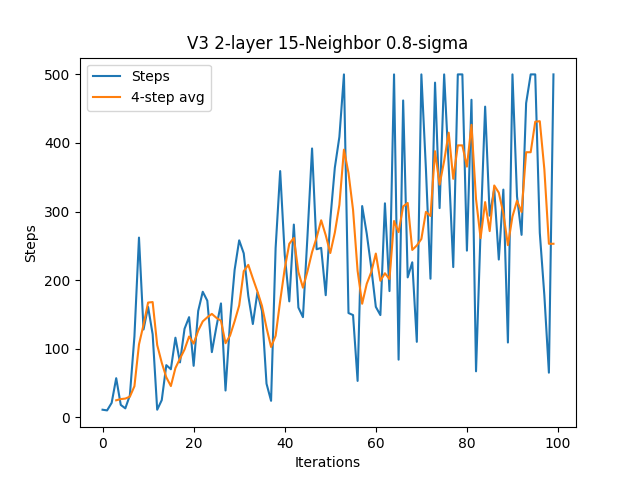 V3 2-layer 15-Neighbor 0.8-sigma
Steps
4-step avg
500
400
300
200
100
0
Steps
0 20 40 60 80 100
Iterations